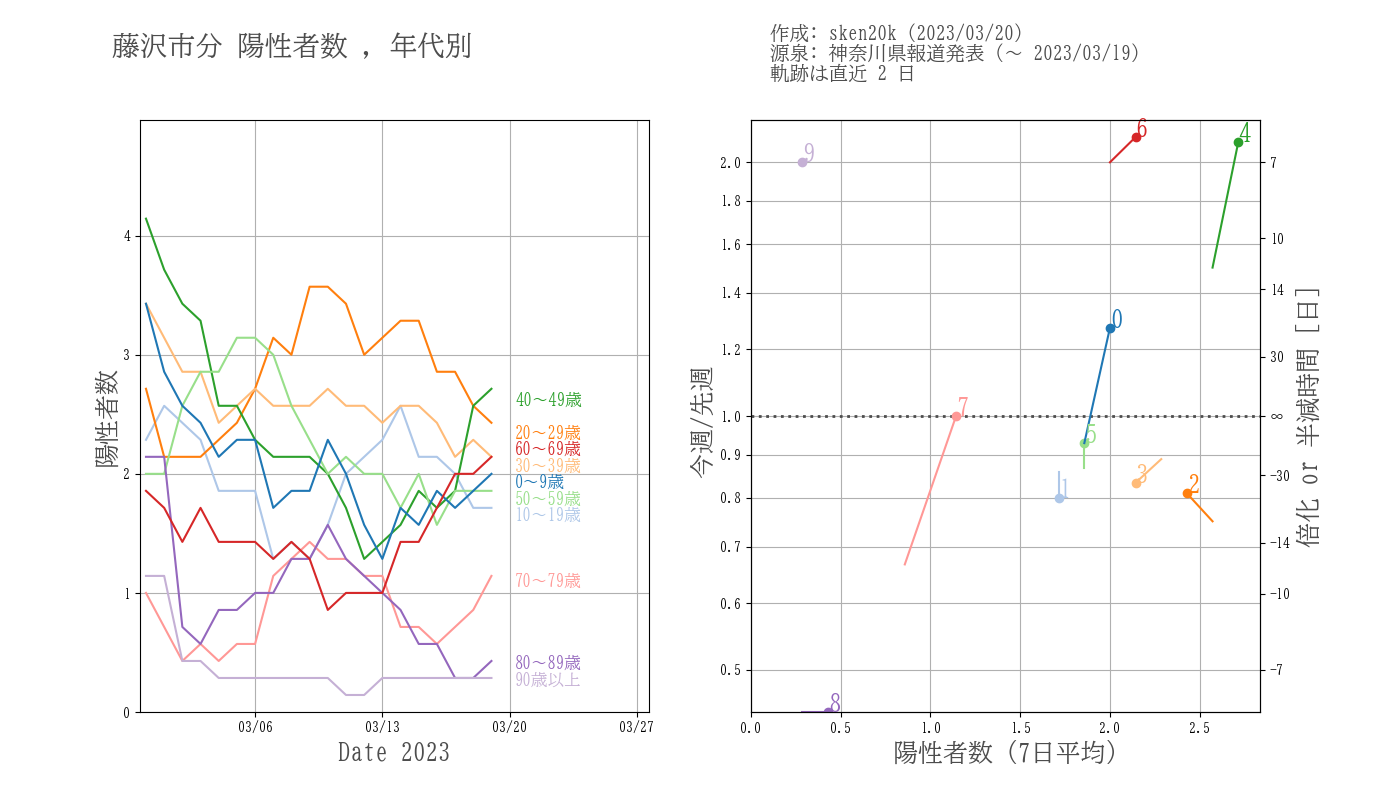 藤沢市分 陽性者数 , 年代別
作成: sken20k (2023/03/20)
源泉: 神奈川県報道発表 (～ 2023/03/19)
軌跡は直近 2 日
陽性者数
4
3
2
1
0
03/06
03/13
03/20
03/27
Date 2023
40～49歳
20～29歳
60～69歳
30～39歳
0～9歳
50～59歳
10～19歳
70～79歳
80～89歳
90歳以上
今週/先週
2.0
1.8
1.6
1.4
1.2
1.0
0.9
0.8
0.7
0.6
0.5
9
6
4
0
7
5
3
1
2
8
0.0
0.5
1.0
1.5
2.0
2.5
陽性者数 (7日平均)
7
10
14
30
∞
−30
−14
−10
−7
倍化 or 半減時間 [日]